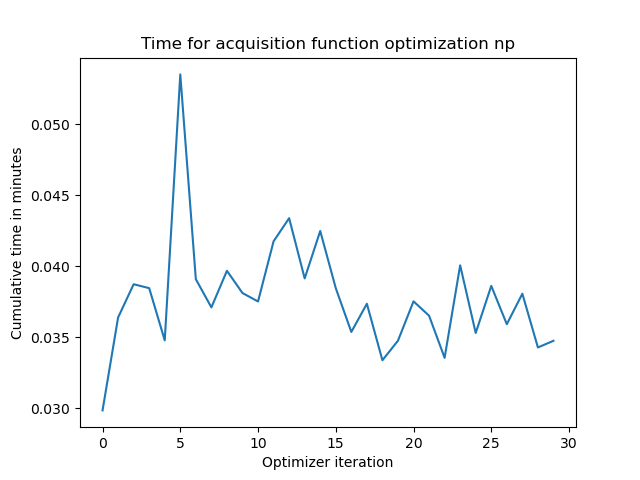 Time for acquisition function optimization np
Cumulative time in minutes
0.050
0.045
0.040
0.035
0.030
0 5 10 15 20 25 30
Optimizer iteration